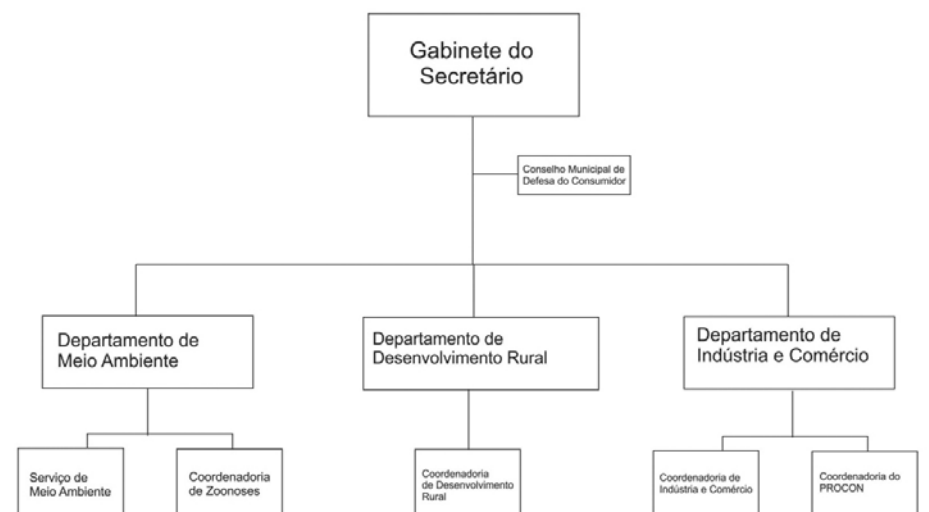 Gabinete do
Secretário
Conselho Municipal de
Defesa do Consumidor
Departamento de
Meio Ambiente
Departamento de
Desenvolvimento Rural
Departamento de
Indústria e Comércio
Serviço de
Meio Ambiente
Coordenadoria
de Zoonoses
Coordenadoria
de Desenvolvimento
Rural
Coordenadoria de
Indústria e Comércio
Coordenadoria do
PROCON